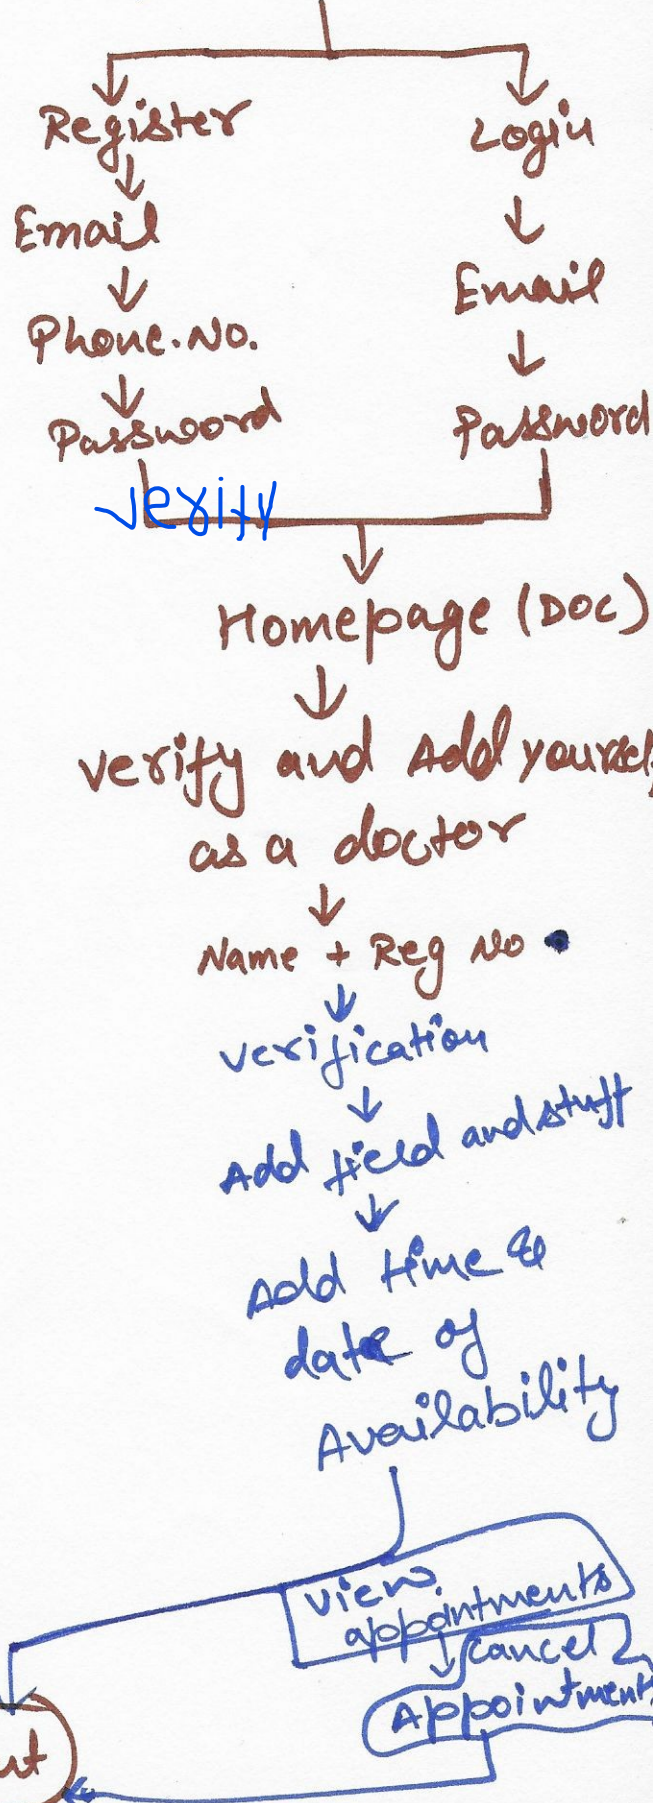 Register
Login
Email
Email
Phone.No.
Password
Password
verify
Homepage (DOC)
Verify and Add yourself
as a doctor
Name + Reg No
verification
Add field and stuff
Add time &
date of
Availability
View
appointments
cancel
Appointment